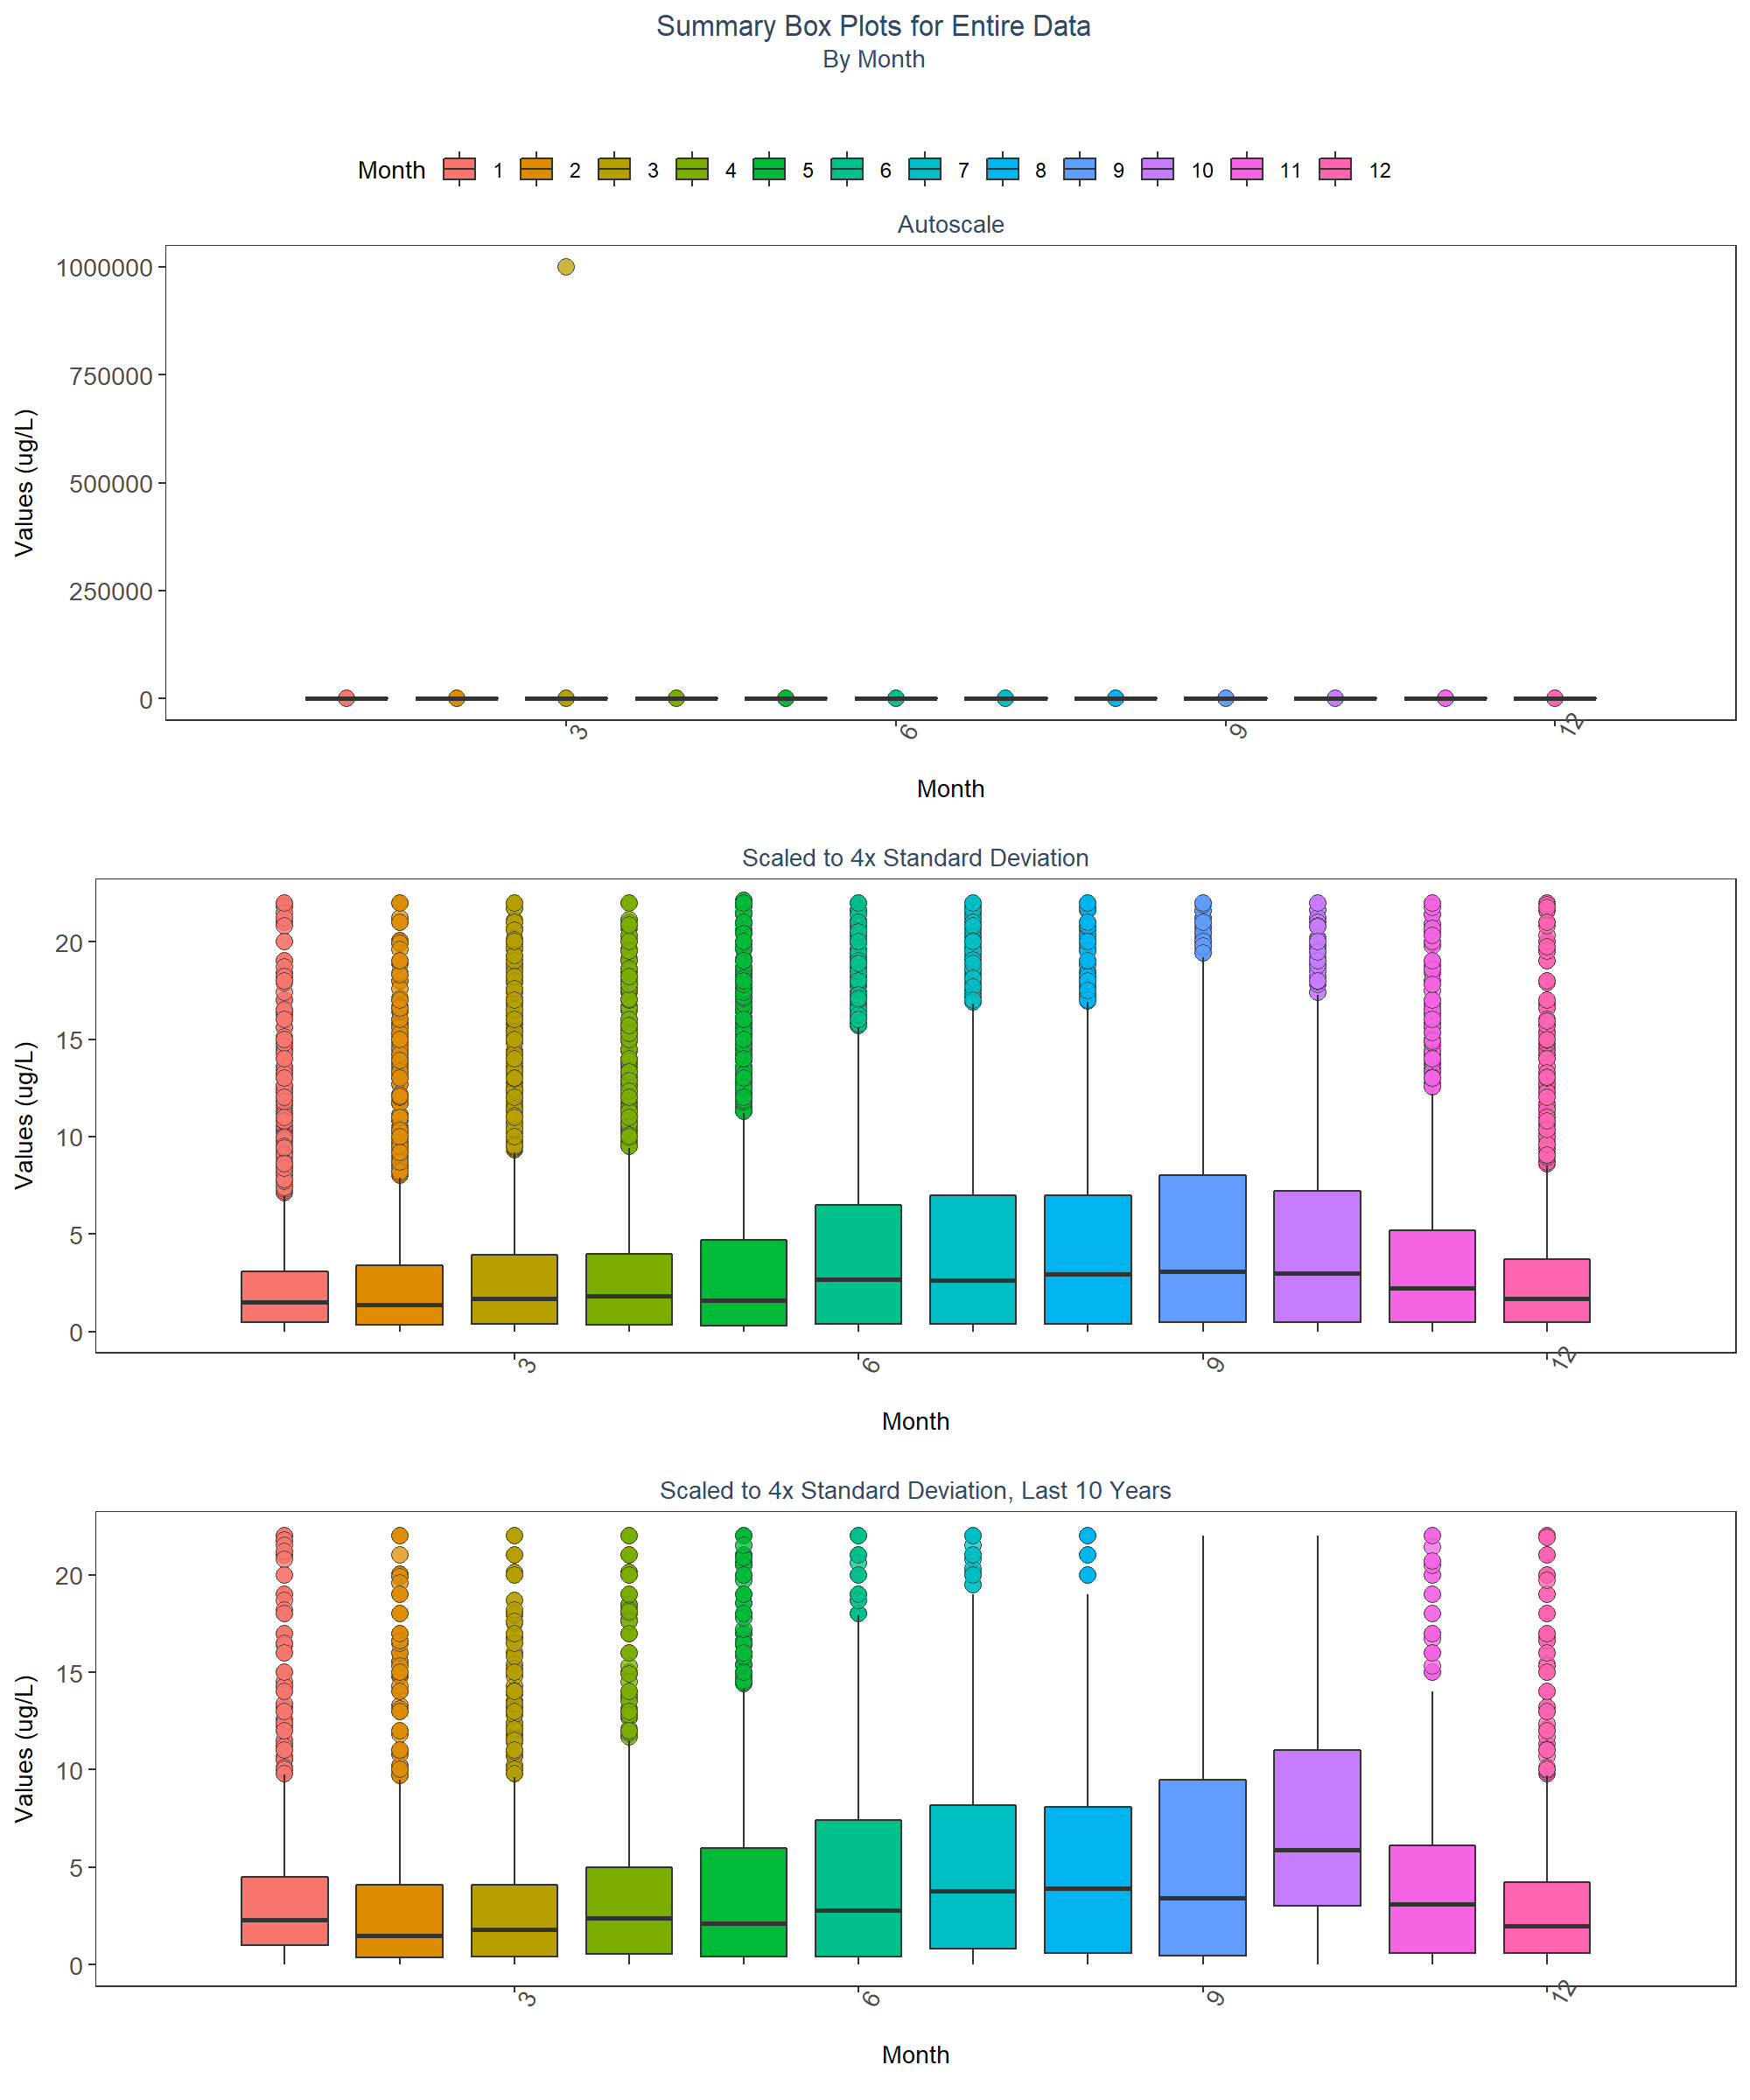 Summary Box Plots for Entire Data
By Month
Month 1 2 3 4 5 6 7 8 9 10 11 12
Autoscale
Values (ug/L)
1000000
750000
500000
250000
0
3 6 9 12
Month
Scaled to 4x Standard Deviation
Values (ug/L)
20
15
10
5
0
3 6 9 12
Month
Scaled to 4x Standard Deviation, Last 10 Years
Values (ug/L)
20
15
10
5
0
3 6 9 12
Month